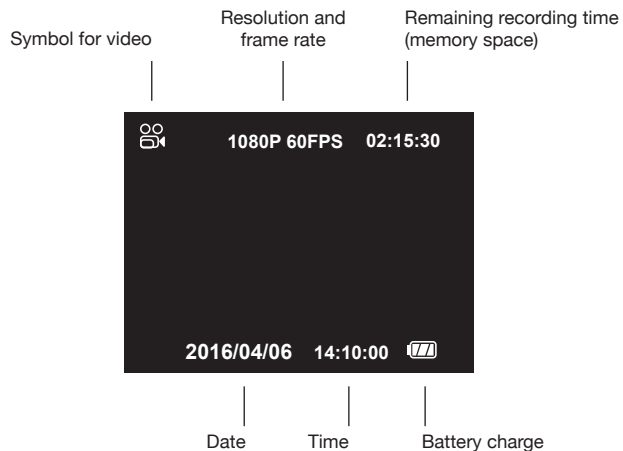 Symbol for video
Resolution and
frame rate
Remaining recording time
(memory space)
1080P 60FPS 02:15:30
2016/04/06 14:10:00
Date Time Battery charge